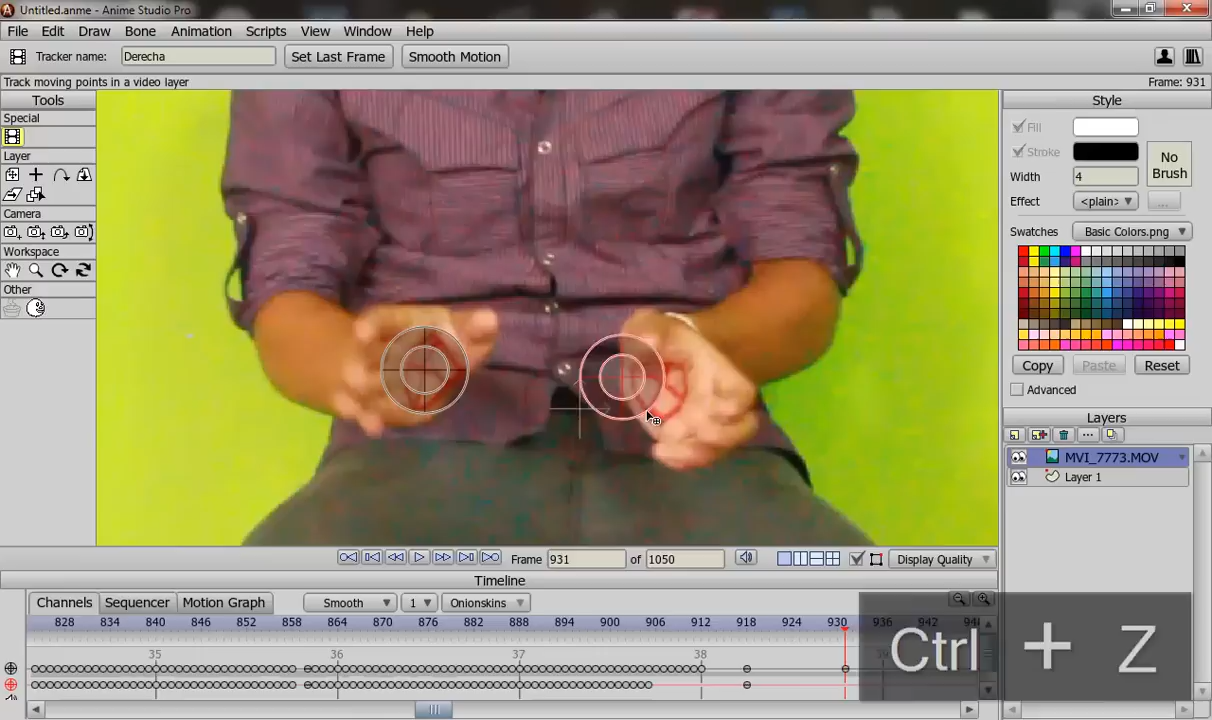 Untitled.anme - Anime Studio Pro
File Edit Draw Bone Animation Scripts View Window Help
Tracker name: Derecha Set Last Frame Smooth Motion
Track moving points in a video layer Frame: 931
Tools
Special
Layer
Camera
Workspace
Other
Style
Fill
Stroke
No Brush
Width 4
Effect <plain> ...
Swatches Basic Colors.png
Copy Paste Reset
Advanced
Layers
MVI_7773.MOV
Layer 1
Frame 931 of 1050 Display Quality
Timeline
Channels Sequencer Motion Graph Smooth 1 Onionskins
828 834 840 846 852 858 864 870 876 882 888 894 900 906 912 918 924 930 936 942
35 36 37 38
Ctrl + Z